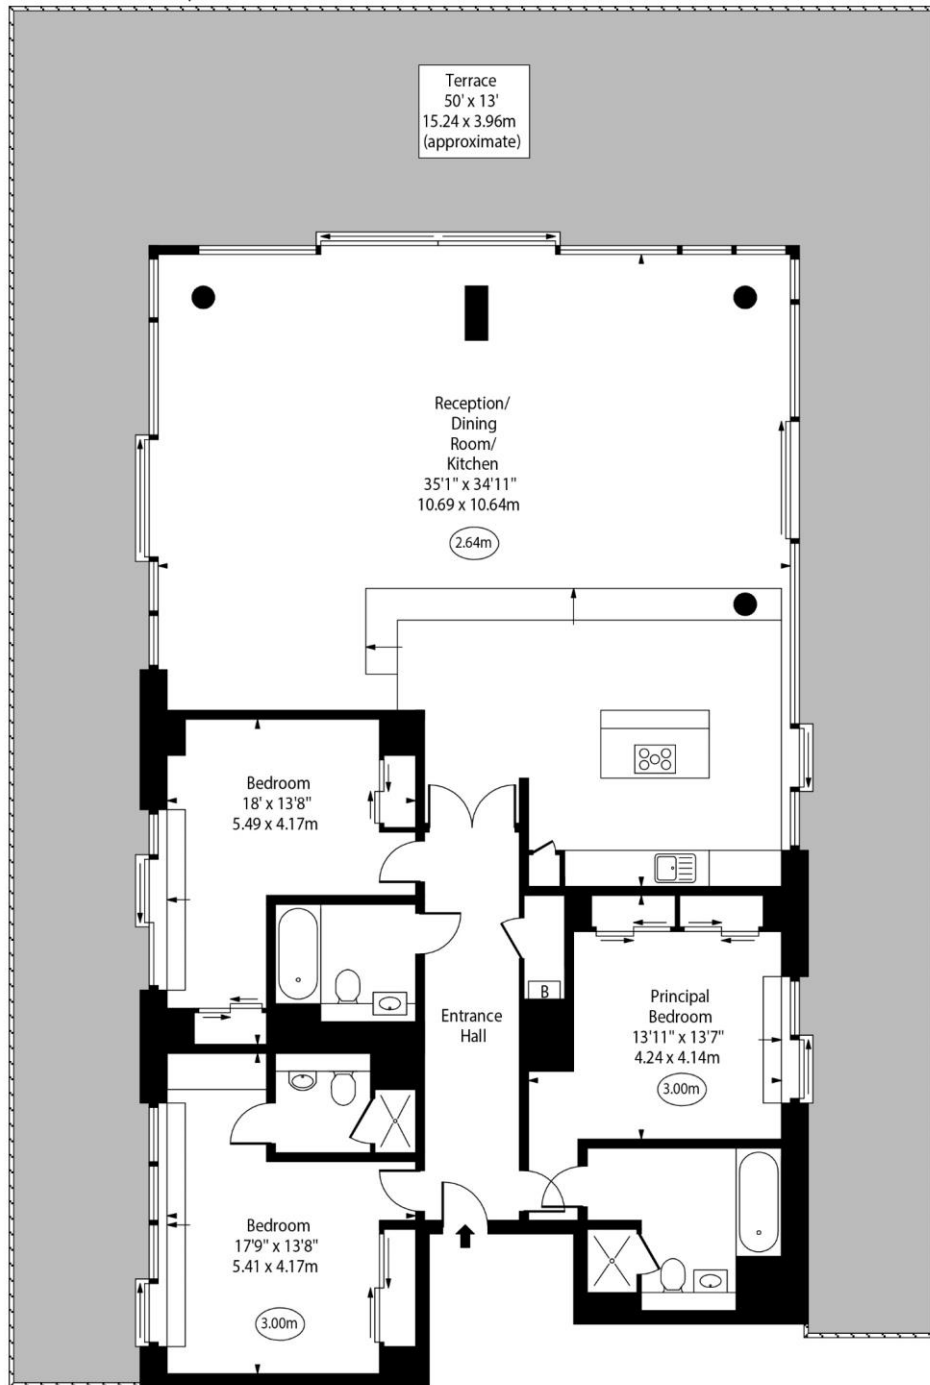 Terrace
50' x 13'
15.24 x 3.96m
(approximate)
Reception/
Dining
Room/
Kitchen
35'1" x 34'11"
10.69 x 10.64m
2.64m
Bedroom
18' x 13'8"
5.49 x 4.17m
B
Entrance
Hall
Principal
Bedroom
13'11" x 13'7"
4.24 x 4.14m
3.00m
Bedroom
17'9" x 13'8"
5.41 x 4.17m
3.00m